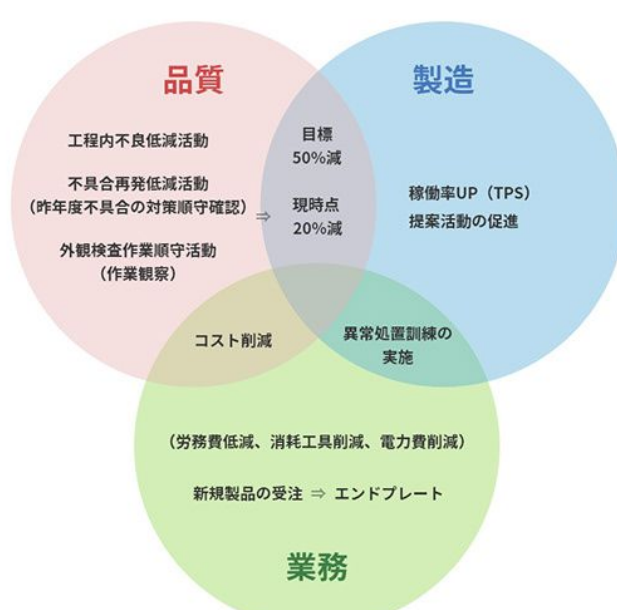 品質
製造
工程内不良低減活動
不具合再発低減活動
（昨年度不具合の対策順守確認）⇒
外観検査作業順守活動
（作業観察）
目標
50%減
現時点
20%減
稼働率UP（TPS）
提案活動の促進
コスト削減
異常処置訓練の
実施
（労務費低減、消耗工具削減、電力費削減）
新規製品の受注 ⇒ エンドプレート
業務